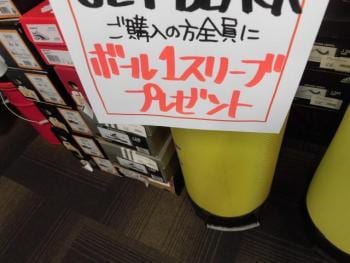 ご購入の方全員に
ボール1スリーブ
プレゼント